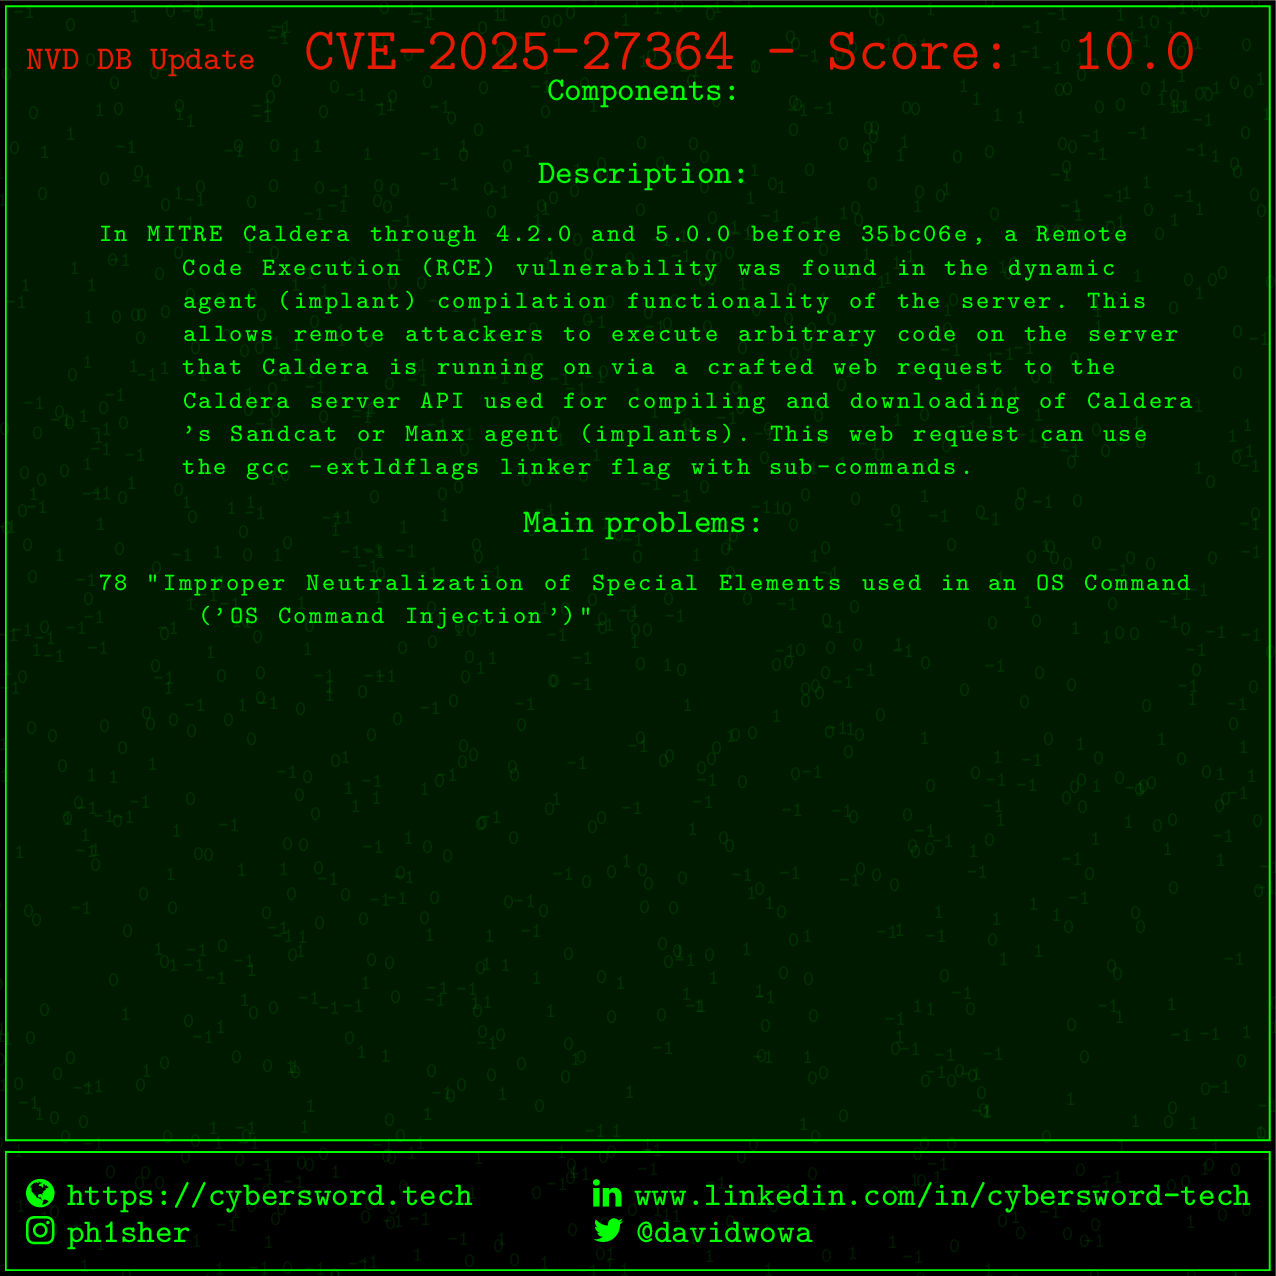 NVD DB Update CVE-2025-27364 - Score: 10.0
Components:
Description:
In MITRE Caldera through 4.2.0 and 5.0.0 before 35bc06e, a Remote
Code Execution (RCE) vulnerability was found in the dynamic
agent (implant) compilation functionality of the server. This
allows remote attackers to execute arbitrary code on the server
that Caldera is running on via a crafted web request to the
Caldera server API used for compiling and downloading of Caldera
's Sandcat or Manx agent (implants). This web request can use
the gcc -extldflags linker flag with sub-commands.
Main problems:
78 "Improper Neutralization of Special Elements used in an OS Command
('OS Command Injection')"
https://cybersword.tech
www.linkedin.com/in/cybersword-tech
ph1sher
@davidwowa